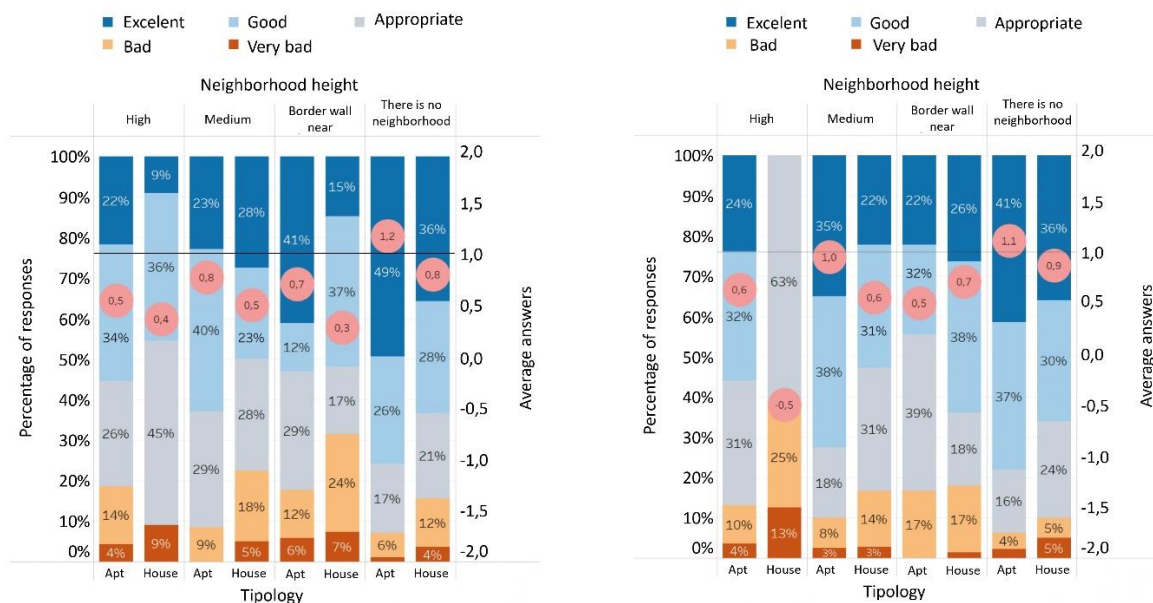 Excelent Good Appropriate
Bad Very bad
Neighborhood height
High Medium Border wall near There is no neighborhood
100% 2,0
90% 1,5
80% 1,0
70% 0,5
60% 0,0
50% -0,5
40% -1,0
30% -1,5
20% -2,0
10%
0%
Percentage of responses
Average answers
22% 34% 26% 14% 4% 0,5
9% 36% 45% 9% 0,4
23% 40% 29% 9% 0,8
28% 23% 28% 18% 5% 0,5
41% 12% 29% 12% 6% 0,7
15% 37% 17% 24% 7% 0,3
49% 26% 17% 6% 1,2
36% 28% 21% 12% 4% 0,8
Apt House Apt House Apt House Apt House
Tipology
Excelent Good Appropriate
Bad Very bad
Neighborhood height
High Medium Border wall near There is no neighborhood
100% 2,0
90% 1,5
80% 1,0
70% 0,5
60% 0,0
50% -0,5
40% -1,0
30% -1,5
20% -2,0
10%
0%
Percentage of responses
Average answers
24% 32% 31% 10% 4% 0,6
63% 25% 13% -0,5
35% 38% 18% 8% 3% 1,0
22% 31% 31% 14% 3% 0,6
22% 32% 39% 17% 0,5
26% 38% 18% 17% 0,7
41% 37% 16% 4% 1,1
36% 30% 24% 5% 5% 0,9
Apt House Apt House Apt House Apt House
Tipology